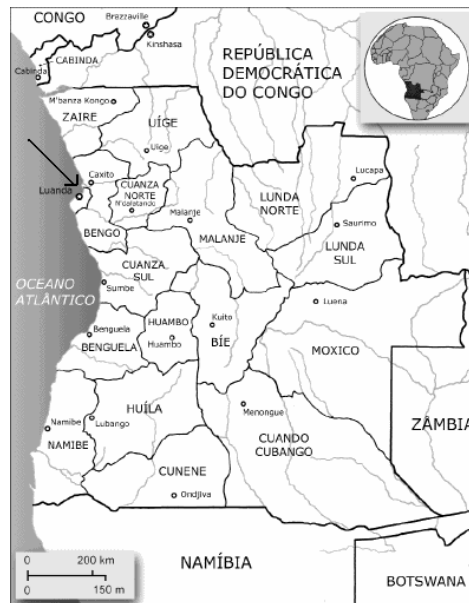 CONGO
Brazzaville
Kinshasa
REPÚBLICA
DEMOCRÁTICA
DO CONGO
CABINDA
Cabinda
M'banza Kongo
ZAIRE
UÍGE
Uíge
Caxito
Luanda
CUANZA
NORTE
N'dalatando
BENGO
Malanje
MALANJE
LUNDA
NORTE
Lucapa
Saurimo
LUNDA
SUL
CUANZA
SUL
Sumbe
OCEANO
ATLÂNTICO
Benguela
BENGUELA
HUAMBO
Huambo
Kuito
BÍE
Luena
MOXICO
HUÍLA
Lubango
Namibe
NAMIBE
Menongue
CUANDO
CUBANGO
ZÂMBIA
CUNENE
Ondjiva
0 200 km
0 150 m
NAMÍBIA
BOTSWANA